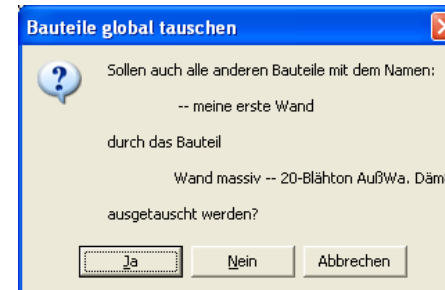 Bauteile global tauschen
Sollen auch alle anderen Bauteile mit dem Namen:
-- meine erste Wand
durch das Bauteil
Wand massiv -- 20-Blähton AußWa. Däm
ausgetauscht werden?
Ja Nein Abbrechen